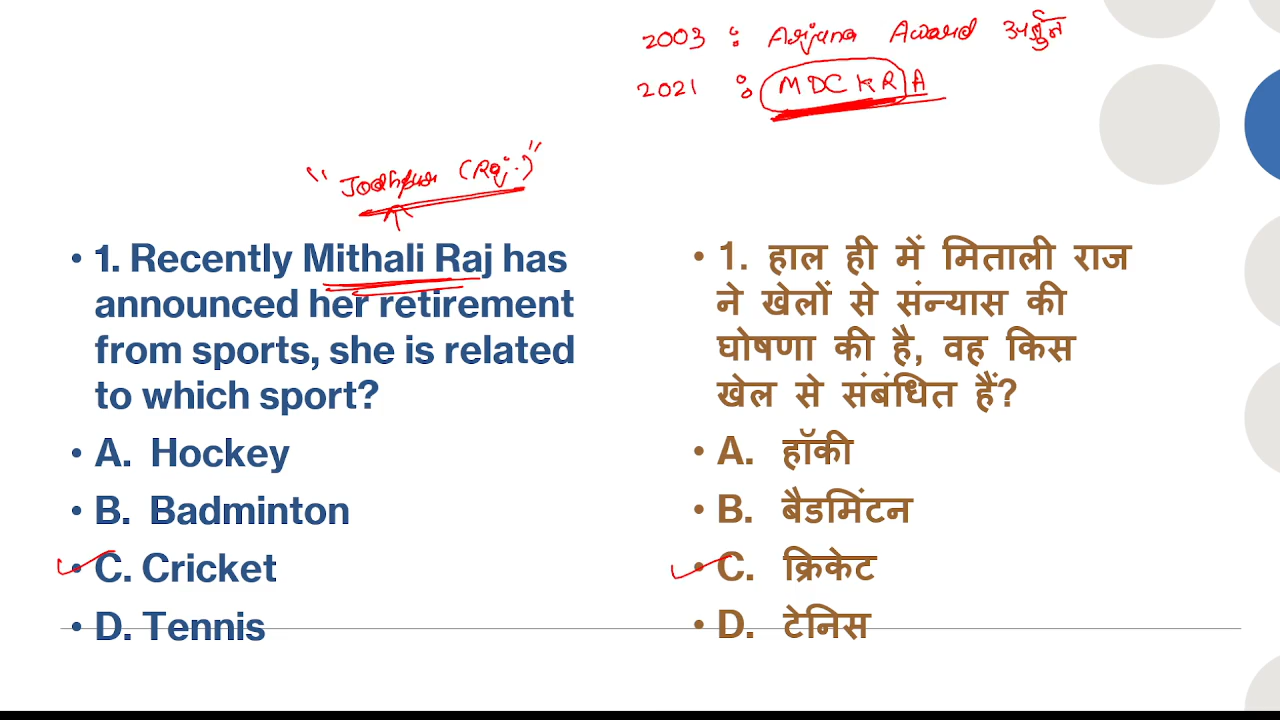 2003 : Arjuna Award अर्जुन
2021 : MDCKRA
"Jodhpur (Raj.)"
• 1. Recently Mithali Raj has
announced her retirement
from sports, she is related
to which sport?
• A. Hockey
• B. Badminton
• C. Cricket
• D. Tennis
• 1. हाल ही में मिताली राज
ने खेलों से संन्यास की
घोषणा की है, वह किस
खेल से संबंधित हैं?
• A. हॉकी
• B. बैडमिंटन
• C. क्रिकेट
• D. टेनिस